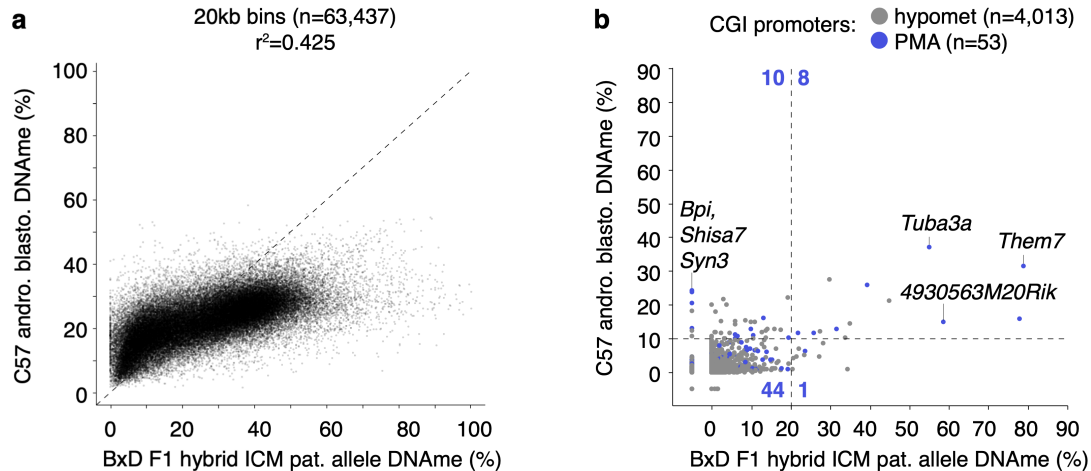 a
20kb bins (n=63,437)
r²=0.425
C57 andro. blasto. DNAme (%)
100
80
60
40
20
0
0 20 40 60 80 100
BxD F1 hybrid ICM pat. allele DNAme (%)
b
CGI promoters:
hypomet (n=4,013)
PMA (n=53)
C57 andro. blasto. DNAme (%)
90
80
70
60
50
40
30
20
10
0
10 8
Bpi,
Shisa7
Syn3
Tuba3a
Them7
4930563M20Rik
44 1
0 10 20 30 40 50 60 70 80 90
BxD F1 hybrid ICM pat. allele DNAme (%)